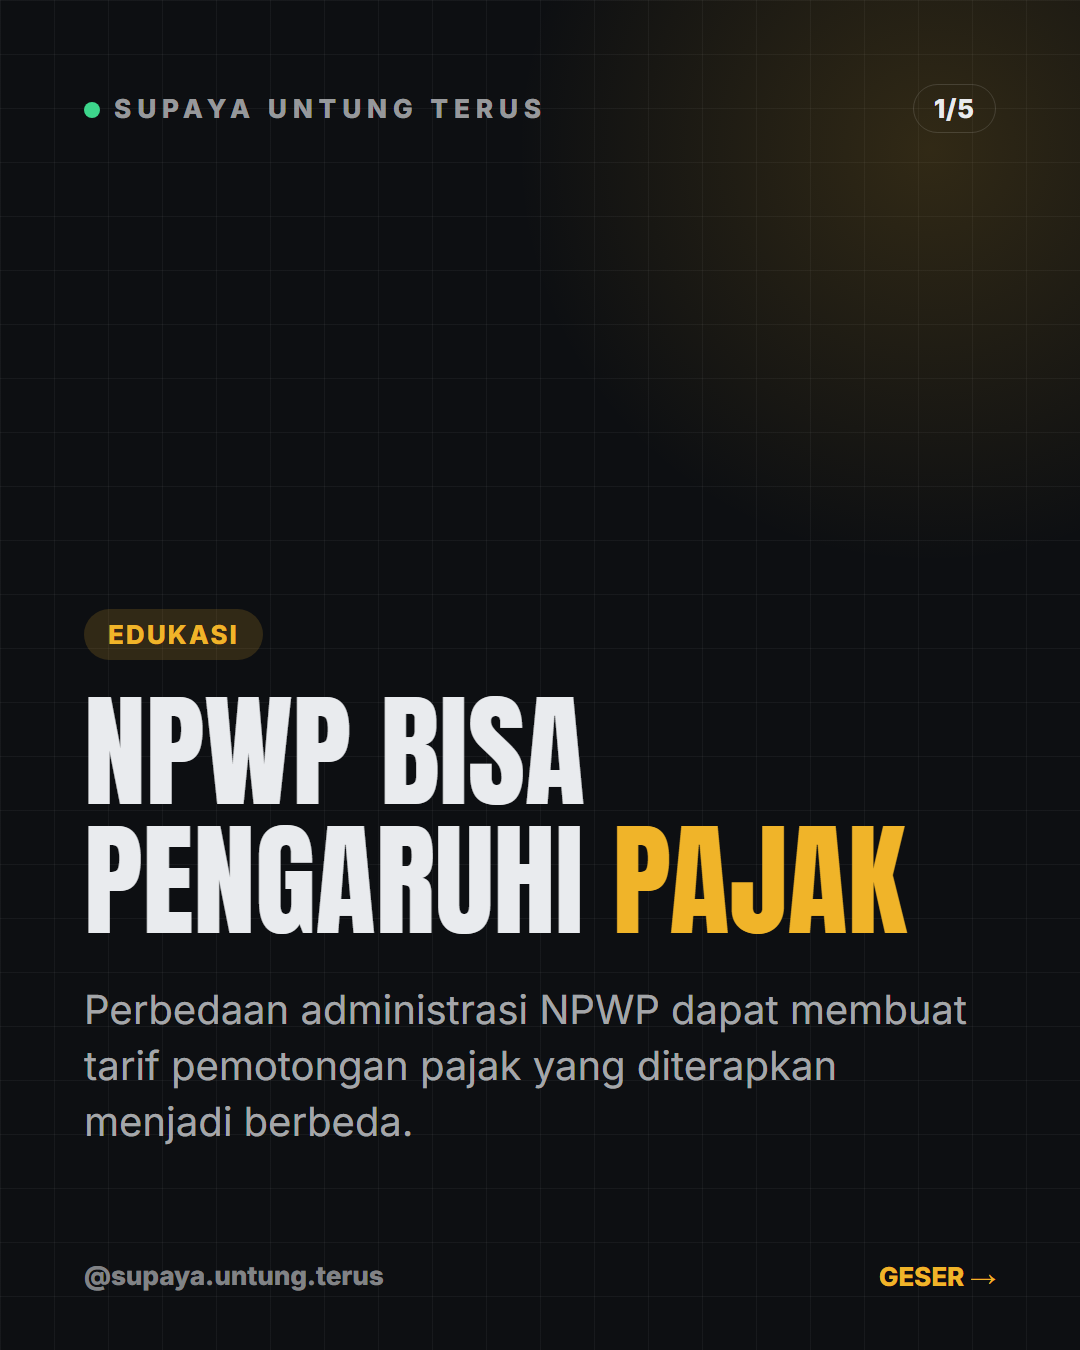 SUPAYA UNTUNG TERUS
1/5
EDUKASI
NPWP BISA
PENGARUHI PAJAK
Perbedaan administrasi NPWP dapat membuat
tarif pemotongan pajak yang diterapkan
menjadi berbeda.
@supaya.untung.terus
GESER→